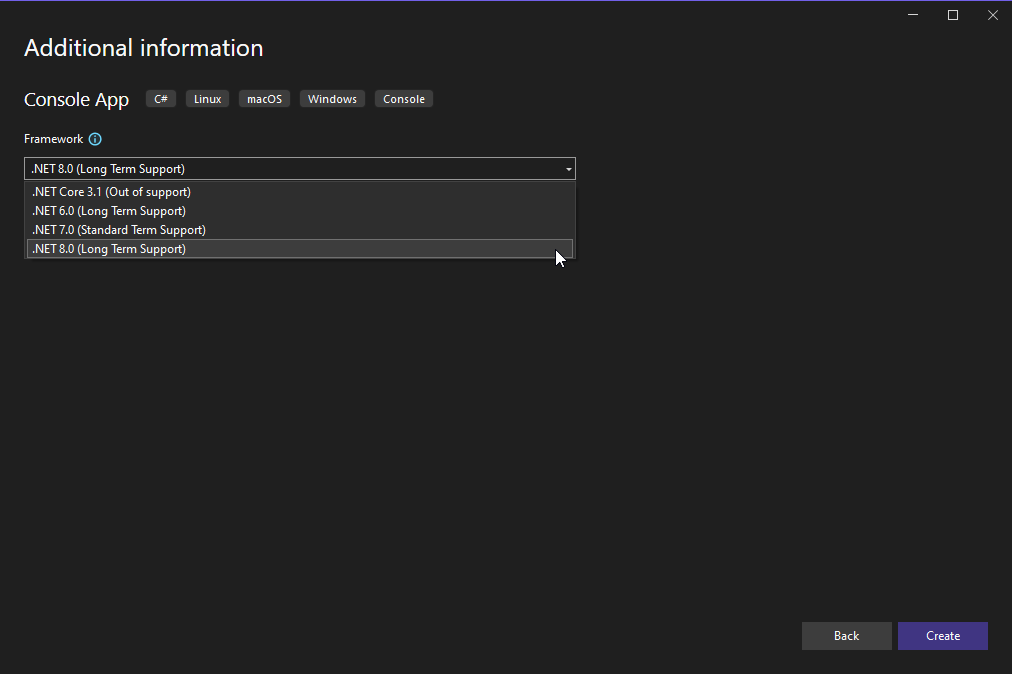 Additional information
Console App C# Linux macOS Windows Console
Framework
.NET 8.0 (Long Term Support)
.NET Core 3.1 (Out of support)
.NET 6.0 (Long Term Support)
.NET 7.0 (Standard Term Support)
.NET 8.0 (Long Term Support)
Back Create